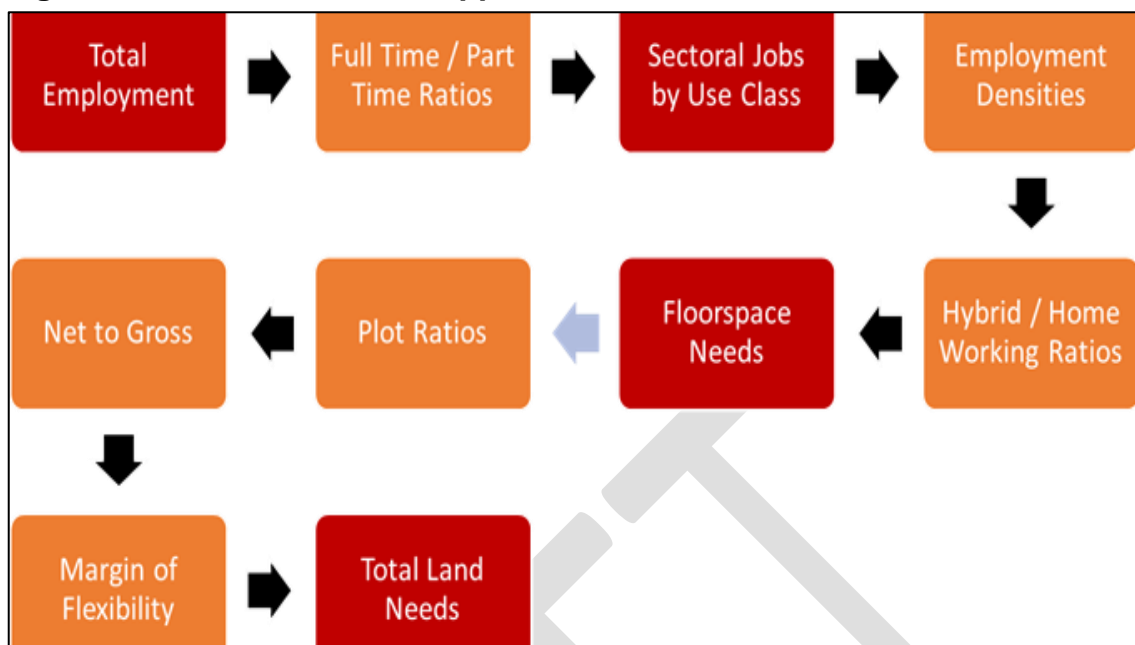 Total
Employment
Full Time / Part
Time Ratios
Sectoral Jobs
by Use Class
Employment
Densities
Net to Gross
Plot Ratios
Floorspace
Needs
Hybrid / Home
Working Ratios
Margin of
Flexibility
Total Land
Needs